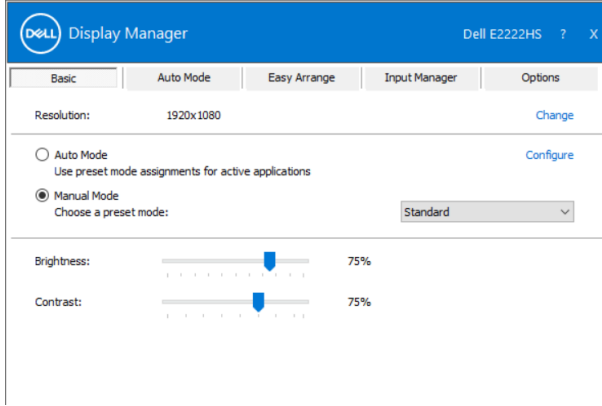 DELL Display Manager Dell E2222HS ? X
Basic Auto Mode Easy Arrange Input Manager Options
Resolution: 1920x1080 Change
Auto Mode Configure
Use preset mode assignments for active applications
Manual Mode
Choose a preset mode: Standard
Brightness: 75%
Contrast: 75%